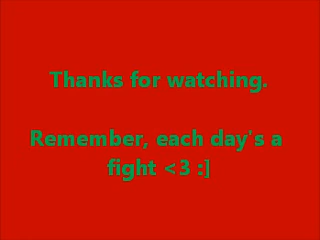 Thanks for watching.
Remember, each day's a
fight <3 :]